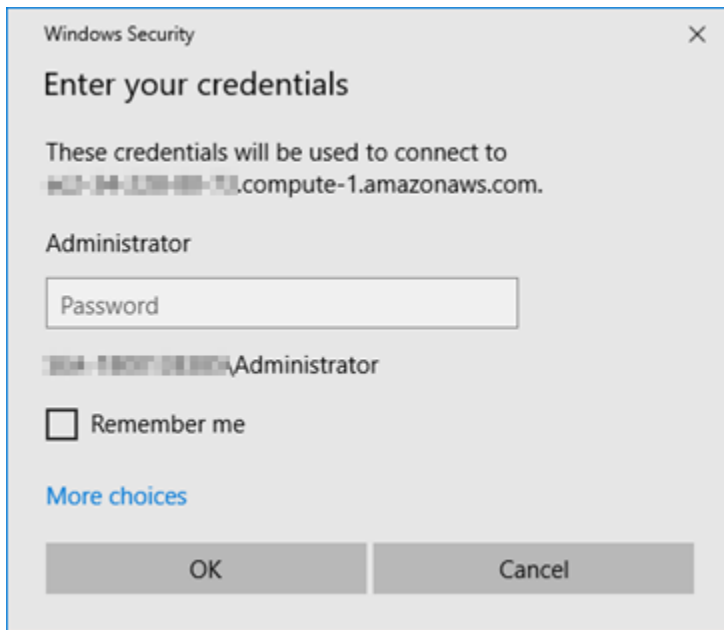 Windows Security
Enter your credentials
These credentials will be used to connect to
.compute-1.amazonaws.com.
Administrator
Password
\Administrator
Remember me
More choices
OK
Cancel